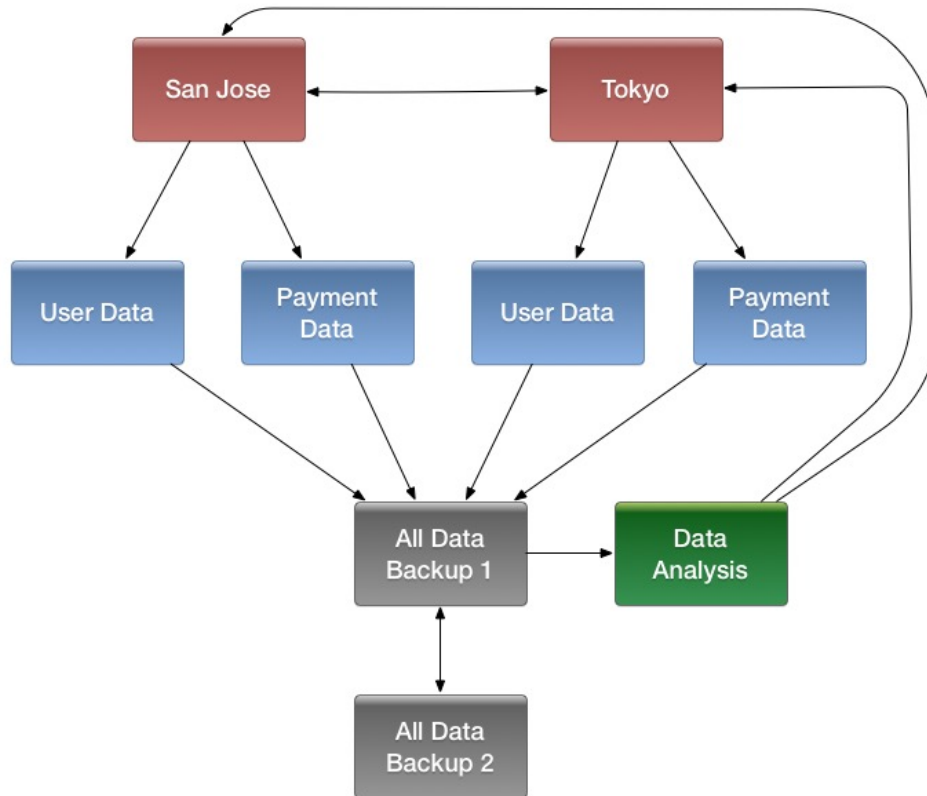 San Jose
Tokyo
User Data
Payment
Data
User Data
Payment
Data
All Data
Backup 1
Data
Analysis
All Data
Backup 2